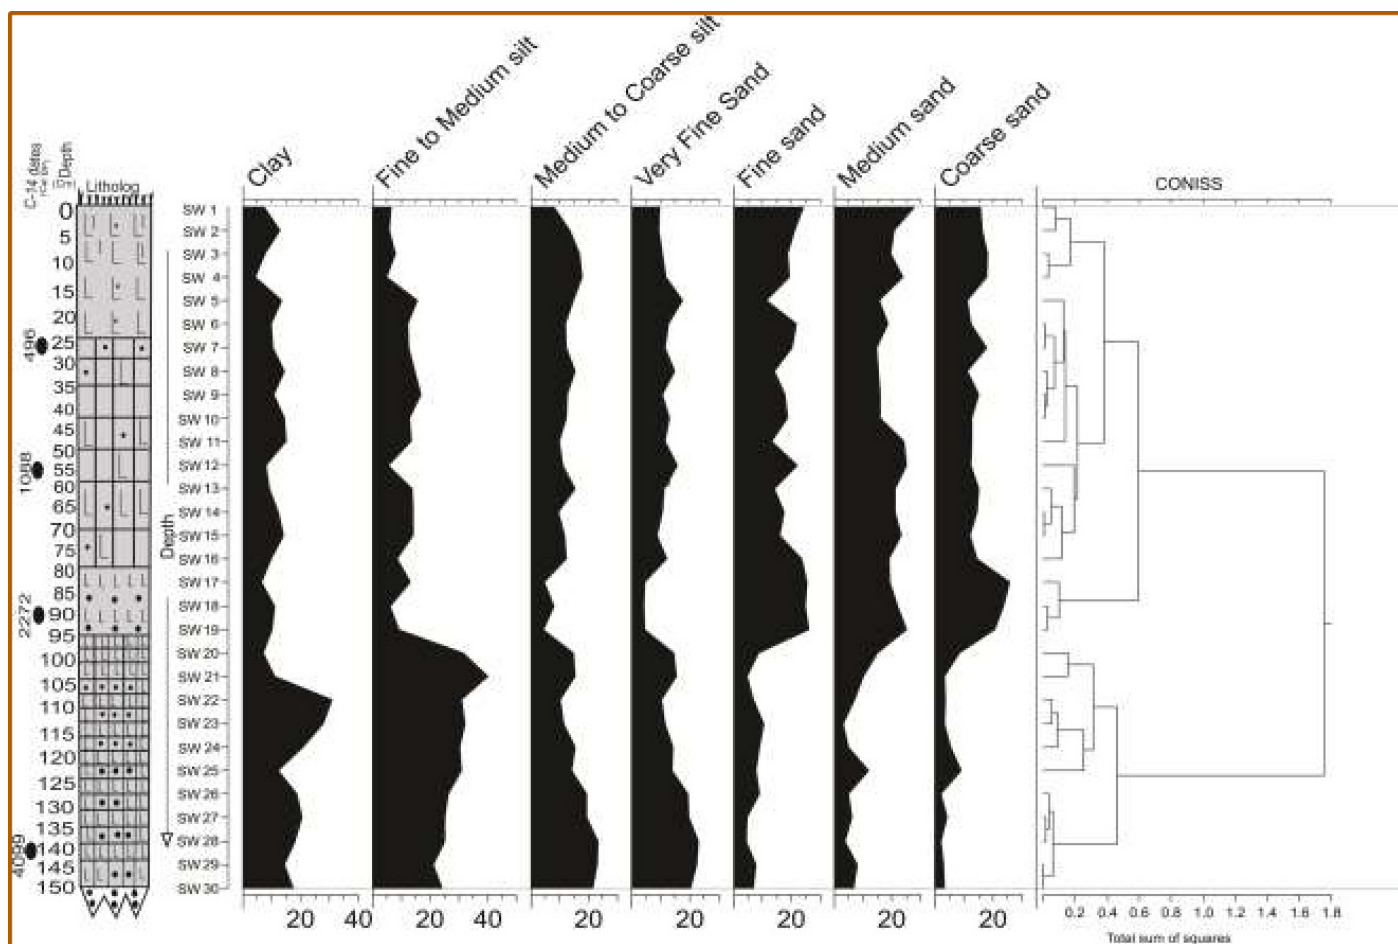 Clay
Fine to Medium silt
Medium to Coarse silt
Very Fine Sand
Fine sand
Medium sand
Coarse sand
C-14 dates
Depth
Litholog
CONISS
0
5
10
15
20
25
30
35
40
45
50
55
60
65
70
75
80
85
90
95
100
105
110
115
120
125
130
135
140
145
150
496
1088
2272
4099
Depth
SW 1
SW 2
SW 3
SW 4
SW 5
SW 6
SW 7
SW 8
SW 9
SW 10
SW 11
SW 12
SW 13
SW 14
SW 15
SW 16
SW 17
SW 18
SW 19
SW 20
SW 21
SW 22
SW 23
SW 24
SW 25
SW 26
SW 27
SW 28
SW 29
SW 30
20 40 20 40 20 20 20 20 20
0.2 0.4 0.6 0.8 1.0 1.2 1.4 1.6 1.8
Total sum of squares